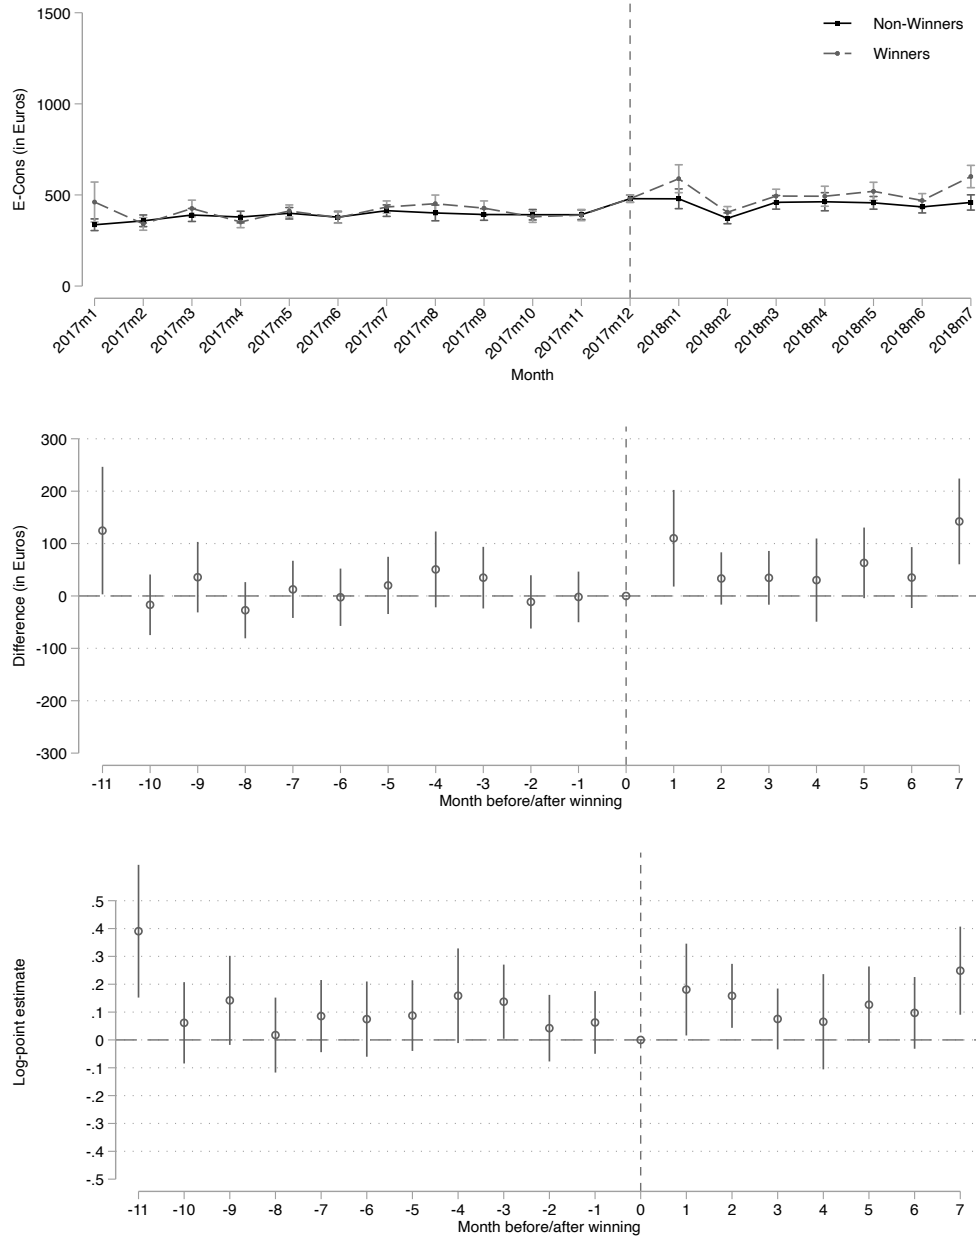 Non-Winners
Winners
E-Cons (in Euros)
1500
1000
500
0
2017m1
2017m2
2017m3
2017m4
2017m5
2017m6
2017m7
2017m8
2017m9
2017m10
2017m11
2017m12
2018m1
2018m2
2018m3
2018m4
2018m5
2018m6
2018m7
Month
Difference (in Euros)
300
200
100
0
-100
-200
-300
-11 -10 -9 -8 -7 -6 -5 -4 -3 -2 -1 0 1 2 3 4 5 6 7
Month before/after winning
Log-point estimate
.5
.4
.3
.2
.1
0
-.1
-.2
-.3
-.4
-.5
-11 -10 -9 -8 -7 -6 -5 -4 -3 -2 -1 0 1 2 3 4 5 6 7
Month before/after winning